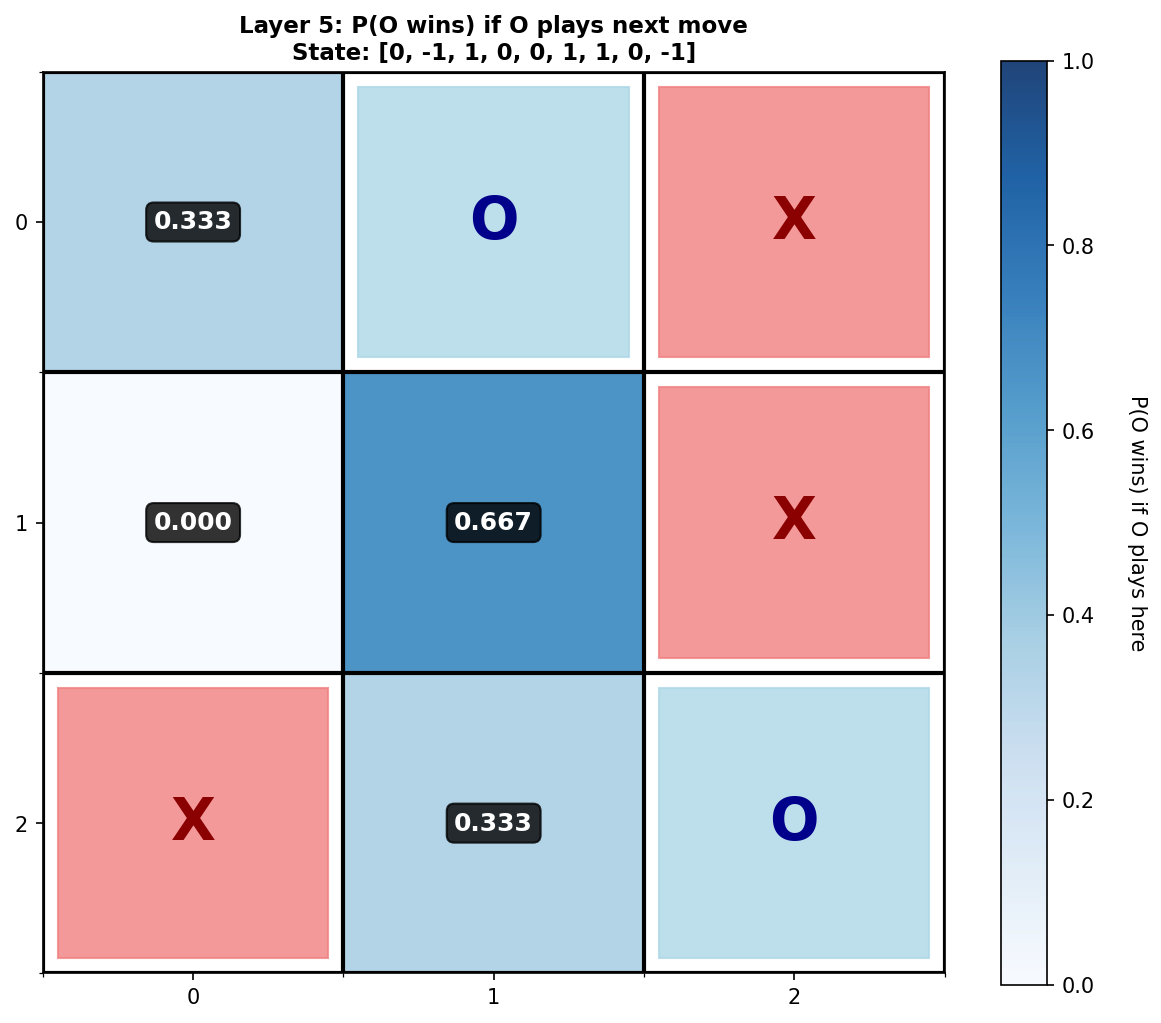 Layer 5: P(O wins) if O plays next move
State: [0, -1, 1, 0, 0, 1, 1, 0, -1]
0.333 O X
0.000 0.667 X
X 0.333 O
0
1
2
0 1 2
1.0
0.8
0.6
0.4
0.2
0.0
P(O wins) if O plays here